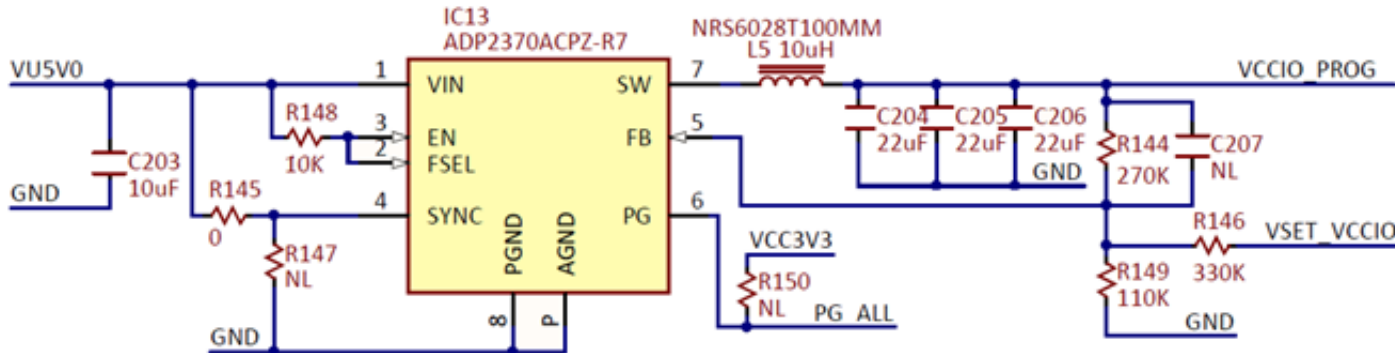 IC13
ADP2370ACPZ-R7
NRS6028T100MM
L5 10uH
VU5V0
1
VIN
SW
7
VCCIO_PROG
R148
10K
3
EN
2
FSEL
FB
5
C203
10uF
GND
C204
22uF
C205
22uF
C206
22uF
GND
R144
270K
C207
NL
R145
0
4
SYNC
PG
6
R147
NL
PGND
AGND
8
P
GND
VCC3V3
R150
NL
PG_ALL
R146
330K
VSET_VCCIO
R149
110K
GND